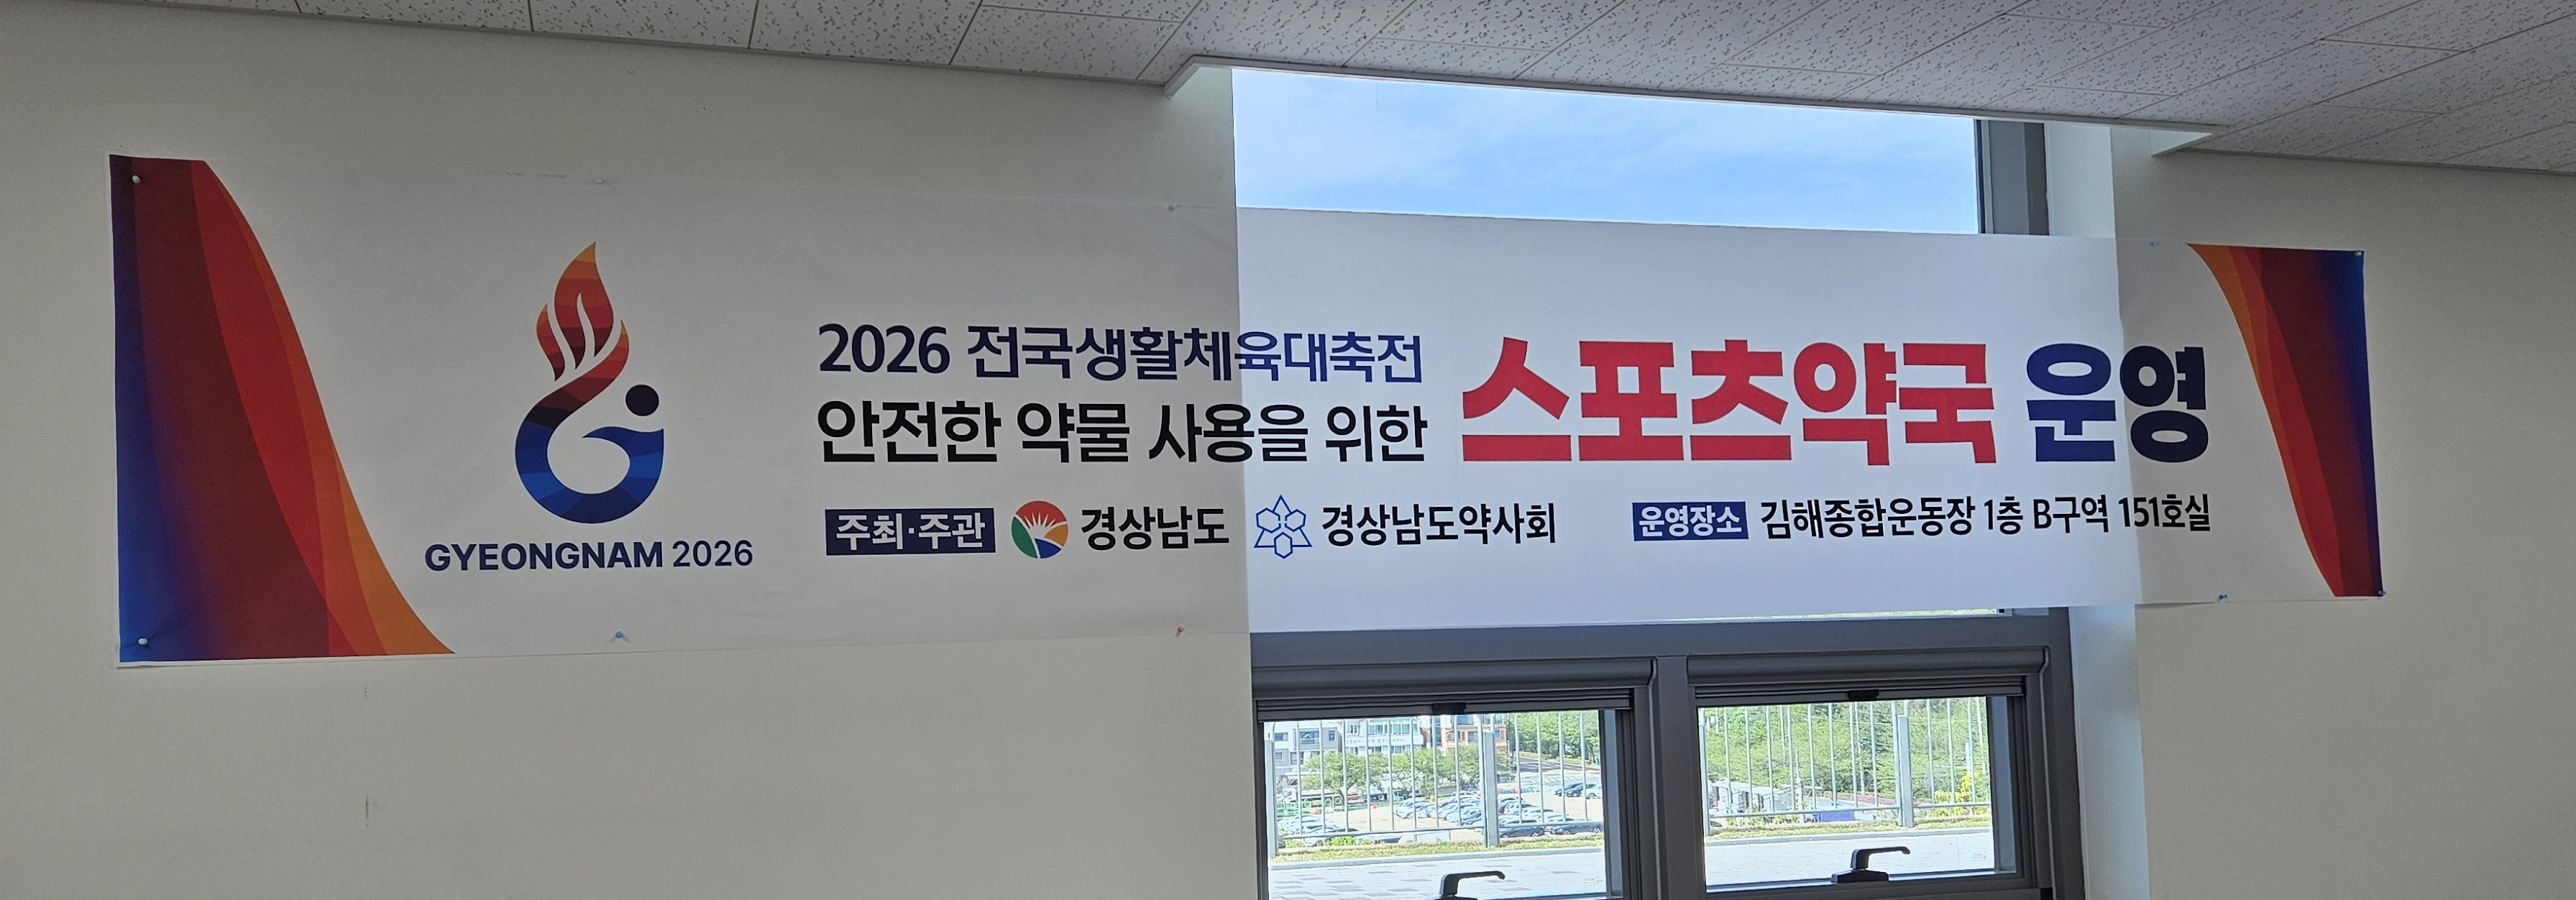 GYEONGNAM 2026
2026 전국생활체육대축전
안전한 약물 사용을 위한
스포츠약국 운영
주최·주관 경상남도 경상남도약사회
운영장소 김해종합운동장 1층 B구역 151호실